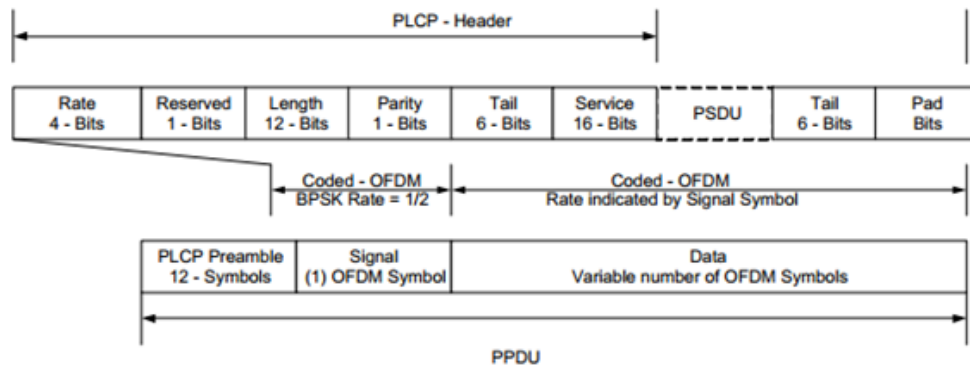 PLCP - Header
Rate
4 - Bits
Reserved
1 - Bits
Length
12 - Bits
Parity
1 - Bits
Tail
6 - Bits
Service
16 - Bits
PSDU
Tail
6 - Bits
Pad
Bits
Coded - OFDM
BPSK Rate = 1/2
Coded - OFDM
Rate indicated by Signal Symbol
PLCP Preamble
12 - Symbols
Signal
(1) OFDM Symbol
Data
Variable number of OFDM Symbols
PPDU